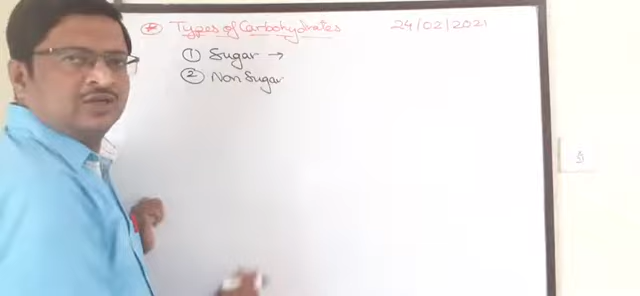 Types of Carbohydrates 24/02/2021
① Sugar →
② Non Sugar